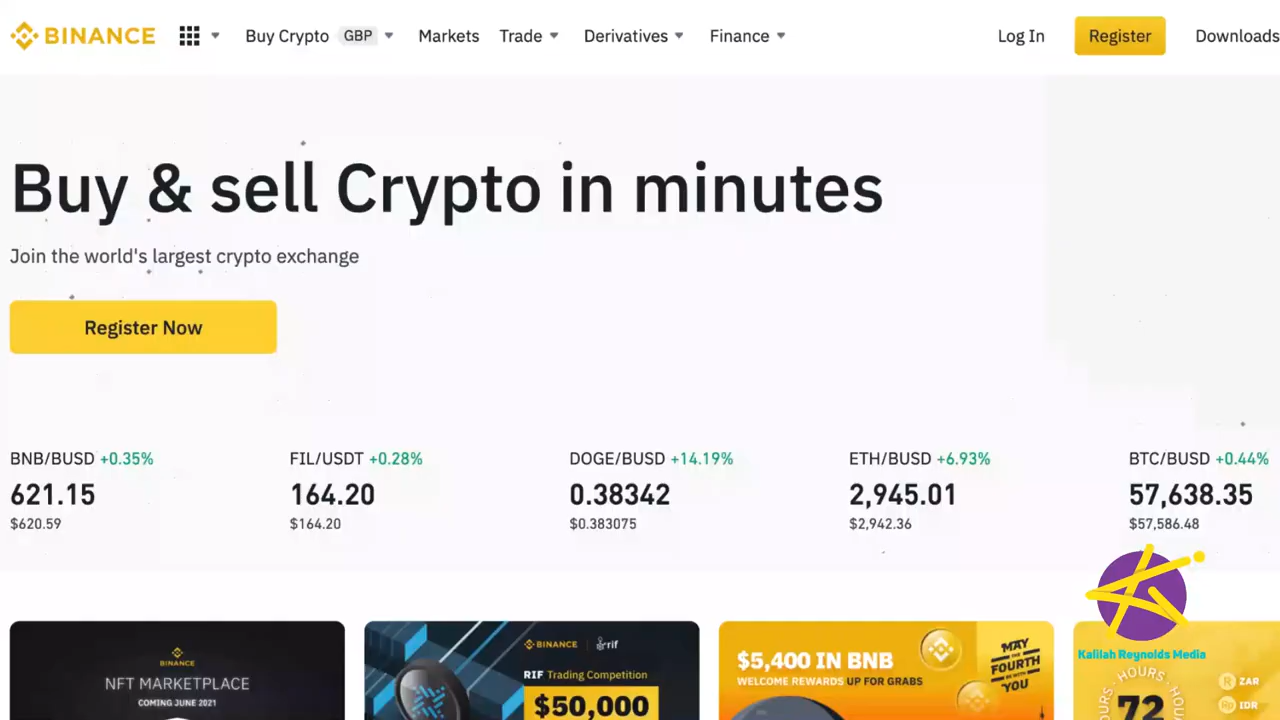 BINANCE
Buy Crypto GBP Markets Trade Derivatives Finance Log In Register Downloads
Buy & sell Crypto in minutes
Join the world's largest crypto exchange
Register Now
BNB/BUSD +0.35% FIL/USDT +0.28% DOGE/BUSD +14.19% ETH/BUSD +6.93% BTC/BUSD +0.44%
621.15 164.20 0.38342 2,945.01 57,638.35
$620.59 $164.20 $0.383075 $2,942.36 $57,586.48
BINANCE
NFT MARKETPLACE
COMING JUNE 2021
BINANCE rif
RIF Trading Competition
$50,000
$5,400 IN BNB
WELCOME REWARDS UP FOR GRABS
MAY
THE
FOURTH
BE WITH
YOU
Kalilah Reynolds Media
HOURS
72
ZAR
IDR